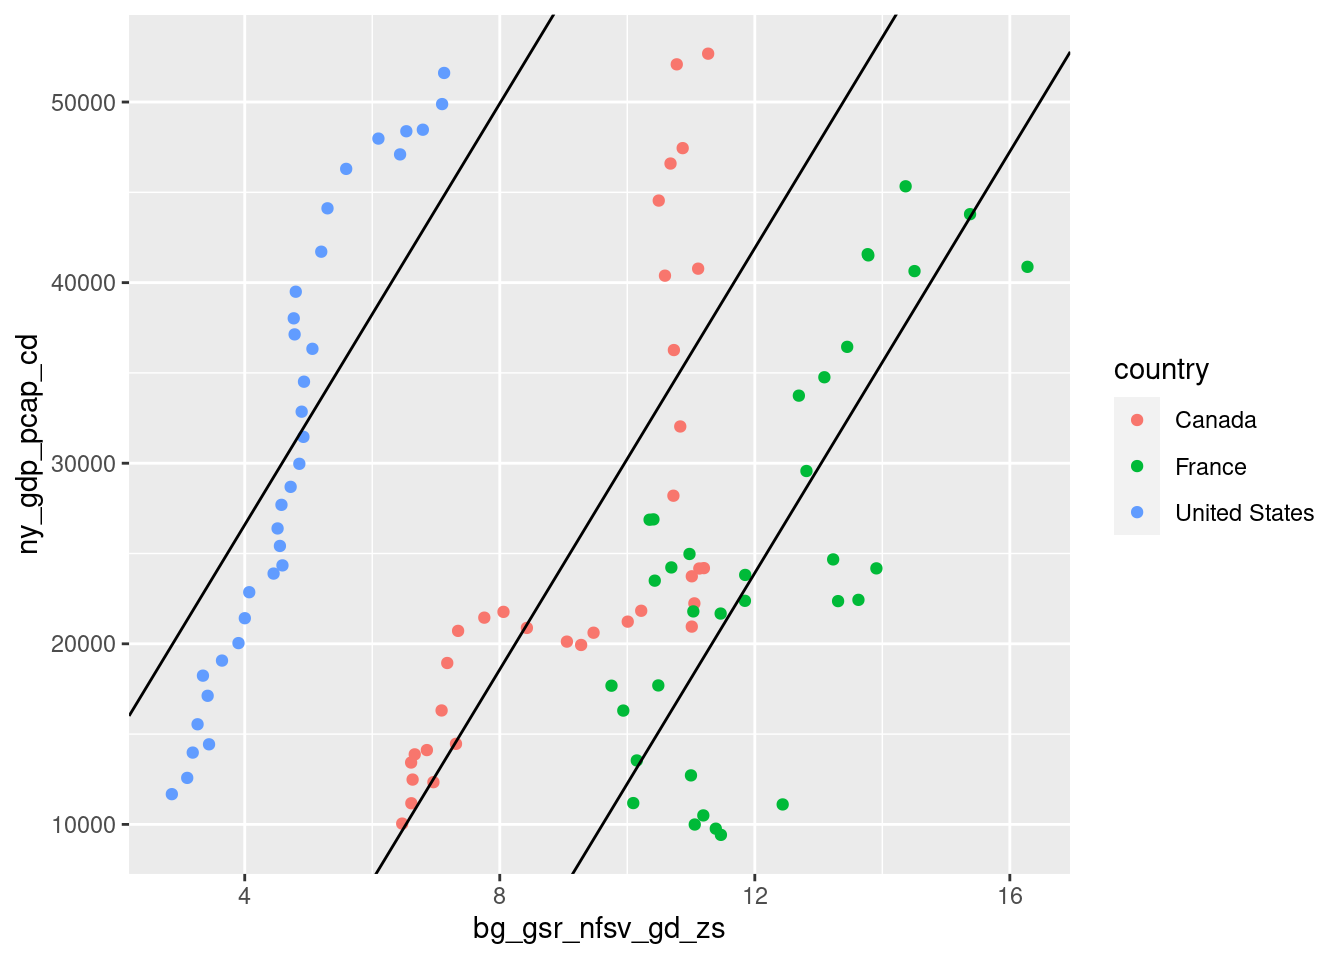 50000
40000
30000
20000
10000
ny_gdp_pcap_cd
4
8
12
16
bg_gsr_nfsv_gd_zs
country
Canada
France
United States